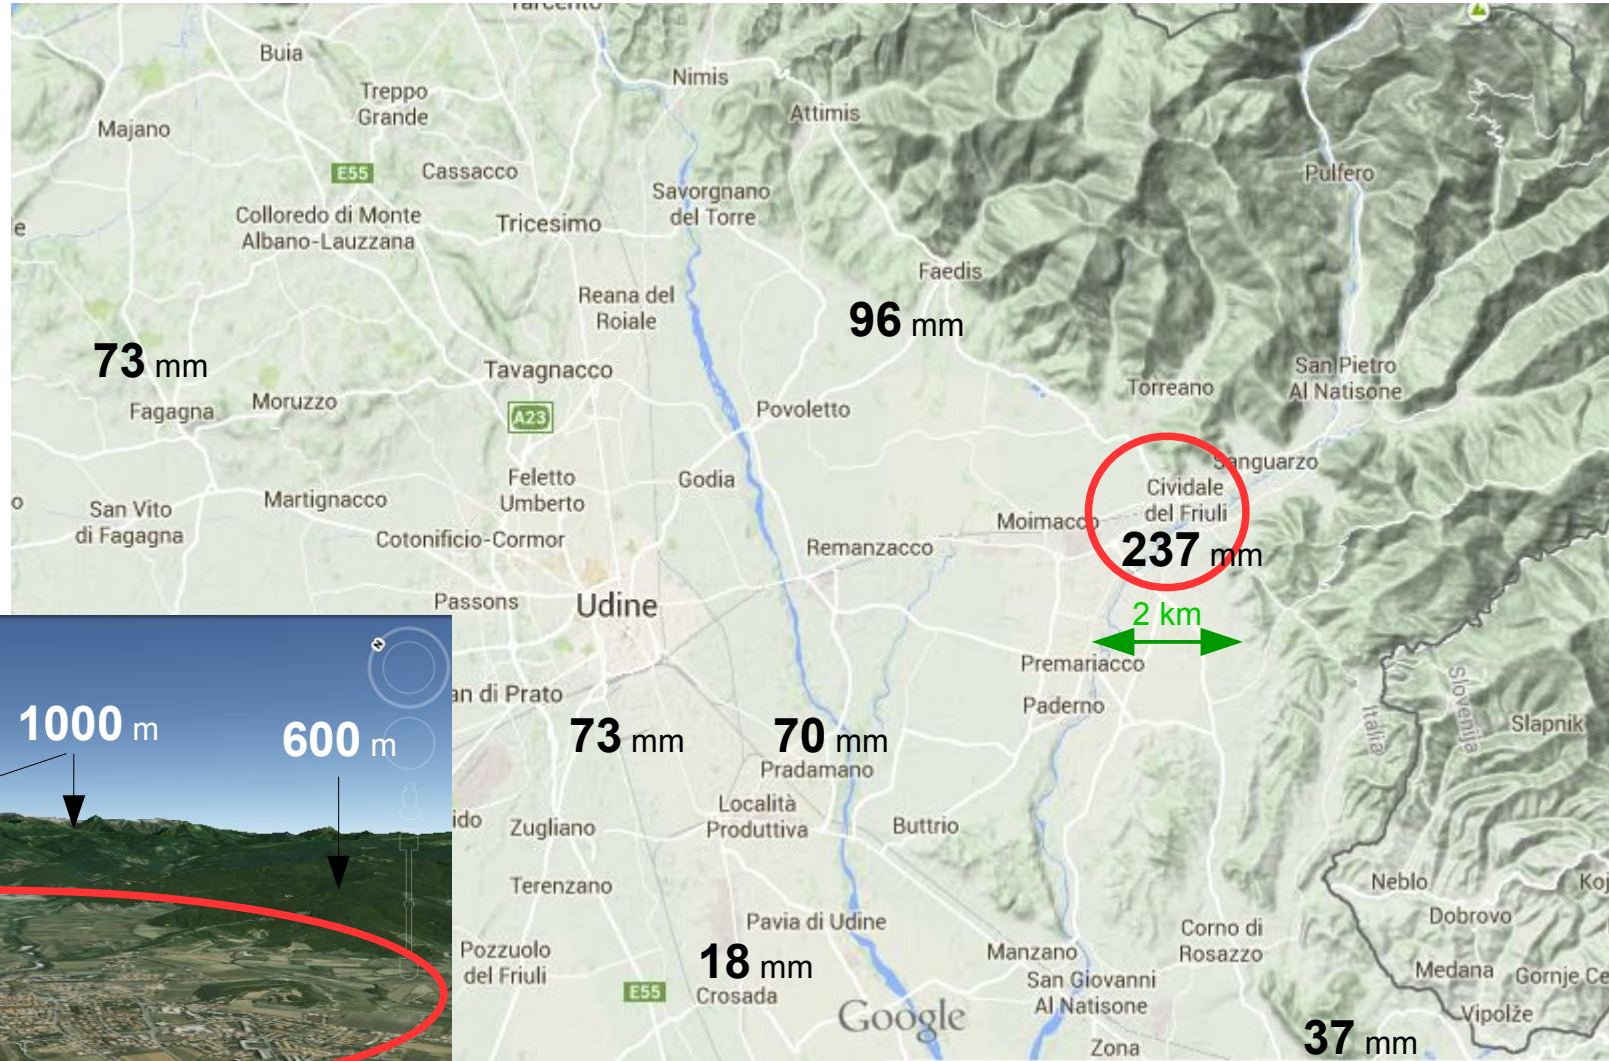 Tarcento
Buia
Nimis
Treppo
Grande
Attimis
Majano
E55
Cassacco
Pulfero
Savorgnano
del Torre
Colloredo di Monte
Albano-Lauzzana
Tricesimo
e
Faedis
Reana del
Roiale
96 mm
73 mm
Tavagnacco
San Pietro
Al Natisone
Torreano
Fagagna
Moruzzo
A23
Povoletto
Sanguarzo
Feletto
Umberto
Godia
Cividale
del Friuli
o
San Vito
di Fagagna
Martignacco
Moimacco
Cotonificio-Cormor
Remanzacco
237 mm
Passons
Udine
2 km
Premariacco
N
an di Prato
Paderno
Italia
Slovenija
Slapnik
1000 m
600 m
73 mm
70 mm
Pradamano
ido
Zugliano
Località
Produttiva
Buttrio
Terenzano
Neblo
Koj
Dobrovo
Pavia di Udine
Corno di
Rosazzo
Pozzuolo
del Friuli
18 mm
Manzano
San Giovanni
Al Natisone
Medana
Gornje Ce
E55
Crosada
Google
Vipolže
37 mm
Zona